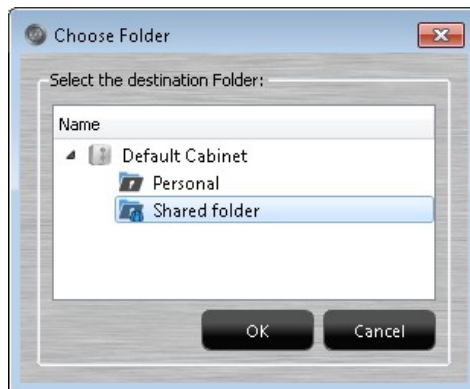 Choose Folder
Select the destination Folder:
Name
Default Cabinet
Personal
Shared folder
OK Cancel